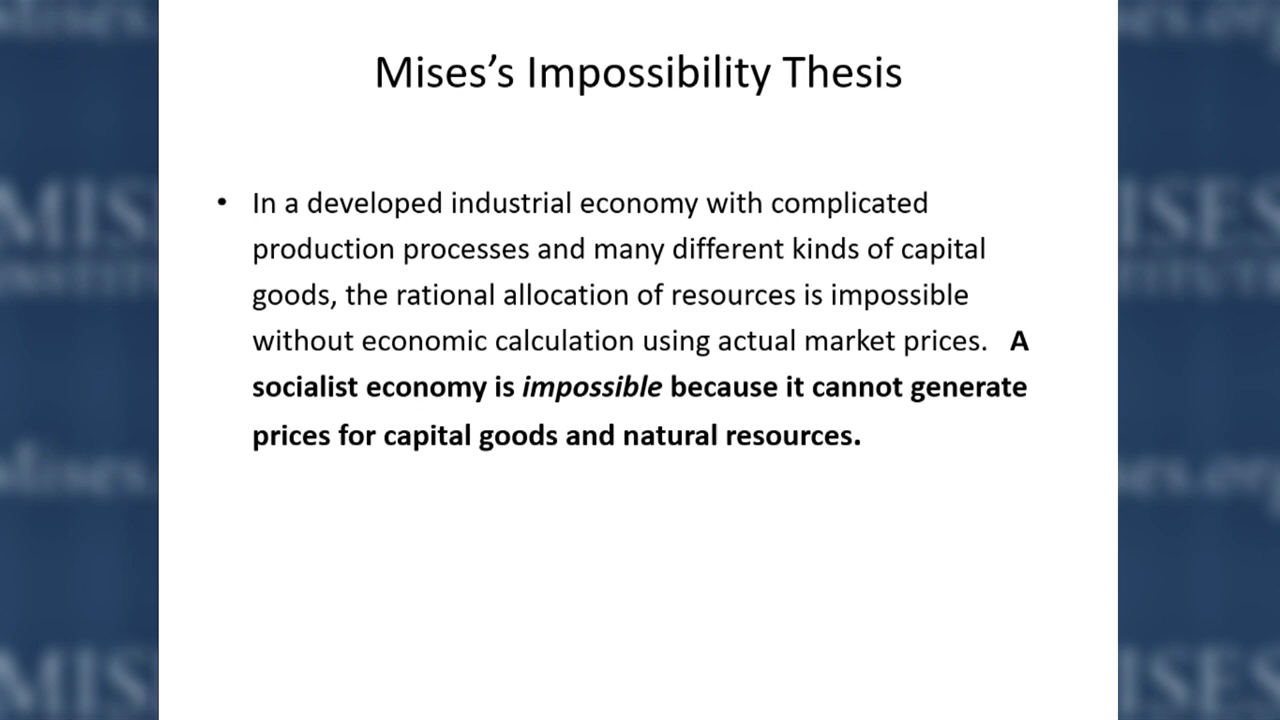 Mises’s Impossibility Thesis
• In a developed industrial economy with complicated
production processes and many different kinds of capital
goods, the rational allocation of resources is impossible
without economic calculation using actual market prices. A
socialist economy is impossible because it cannot generate
prices for capital goods and natural resources.